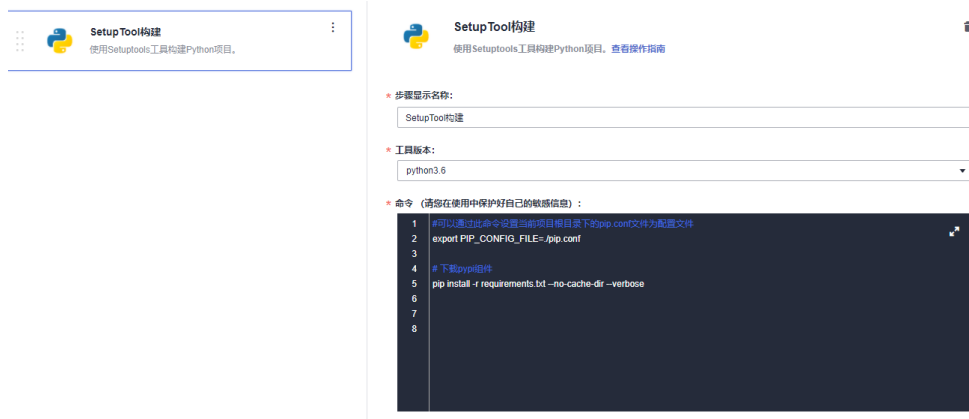 SetupTool构建
使用Setuptools工具构建Python项目。
SetupTool构建
使用Setuptools工具构建Python项目。查看操作指南
* 步骤显示名称：
SetupTool构建
* 工具版本：
python3.6
* 命令 （请您在使用中保护好自己的敏感信息）：
1 #可以通过此命令设置当前项目根目录下的pip.conf文件为配置文件
2 export PIP_CONFIG_FILE=./pip.conf
3
4 # 下载pypi组件
5 pip install -r requirements.txt --no-cache-dir --verbose
6
7
8